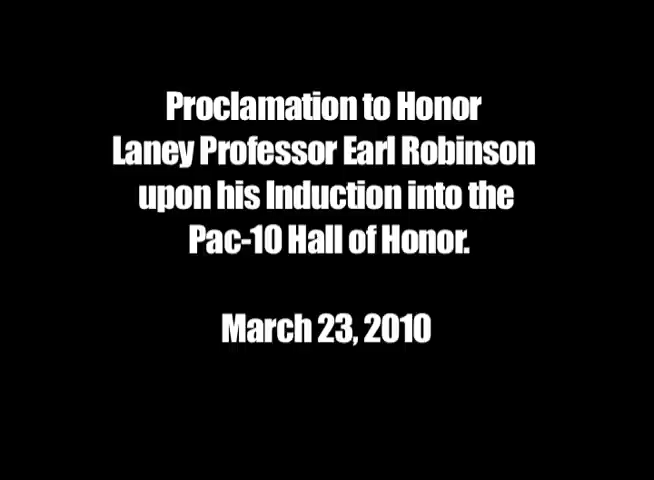 Proclamation to Honor
Laney Professor Earl Robinson
upon his Induction into the
Pac-10 Hall of Honor.
March 23, 2010